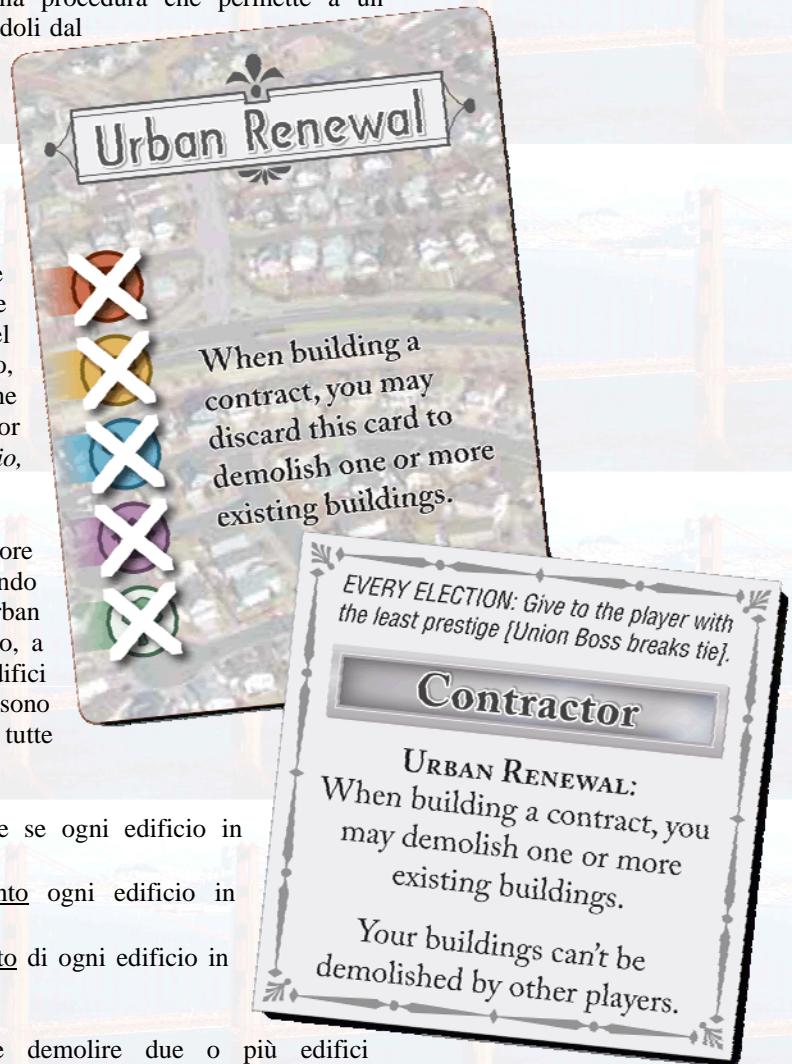 na procedura che permette a un
doli dal
Urban Renewal
When building a
contract, you may
discard this card to
demolish one or more
existing buildings.
e
e
el
o,
ne
or
io,
ore
ndo
rban
o, a
difici
sono
tutte
EVERY ELECTION: Give to the player with
the least prestige [Union Boss breaks tie].
Contractor
URBAN RENEWAL:
When building a contract, you
may demolish one or more
existing buildings.
Your buildings can't be
demolished by other players.
e se ogni edificio in
nto ogni edificio in
to di ogni edificio in
e demolire due o più edifici